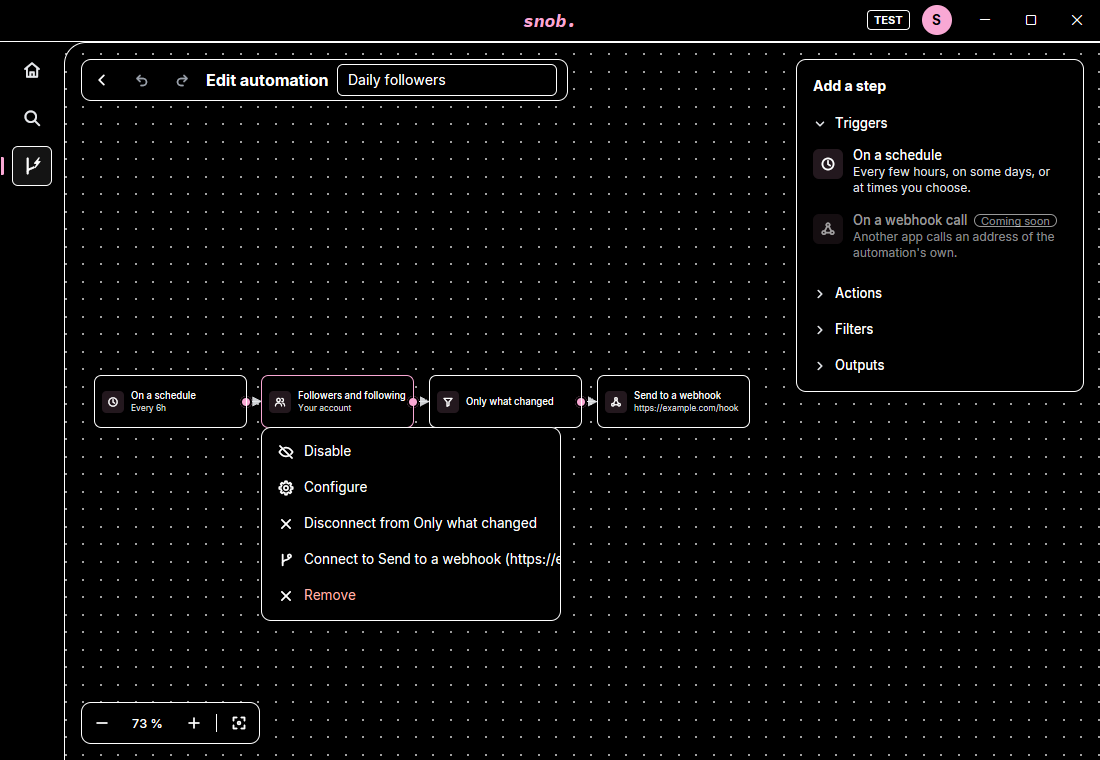 snob.
TEST
S
Edit automation
Daily followers
Add a step
Triggers
On a schedule
Every few hours, on some days, or
at times you choose.
On a webhook call
Coming soon
Another app calls an address of the
automation's own.
Actions
Filters
Outputs
On a schedule
Every 6h
Followers and following
Your account
Only what changed
Send to a webhook
https://example.com/hook
Disable
Configure
Disconnect from Only what changed
Connect to Send to a webhook (https://e
Remove
73 %